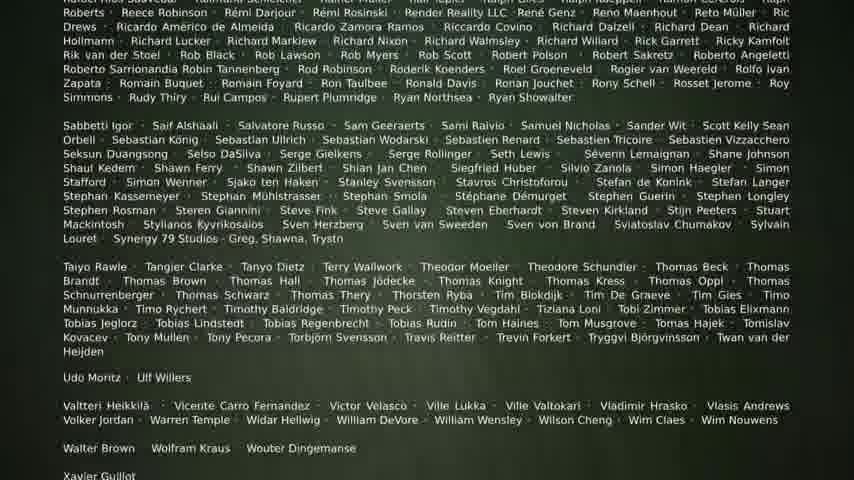 Roberts · Reece Robinson · Rémi Darjour · Rémi Rosinski · Render Reality LLC · René Genz · Reno Maenhout · Reto Müller · Ric
Drews · Ricardo Américo de Almeida · Ricardo Zamora Ramos · Riccardo Covino · Richard Dalzell · Richard Dean · Richard
Hollmann · Richard Lucker · Richard Markiew · Richard Nixon · Richard Walmsley · Richard Willard · Rick Garrett · Ricky Kamfolt
Rik van der Stoel · Rob Black · Rob Lawson · Rob Myers · Rob Scott · Robert Polson · Robert Sakretz · Roberto Angeletti
Roberto Sarrionandia Robin Tannenberg · Rod Robinson · Roderik Koenders · Roel Groeneveld · Rogier van Weereld · Rolfo Ivan
Zapata · Romain Buquet · Romain Foyard · Ron Taulbee · Ronald Davis · Ronan Jouchet · Rony Schell · Rosset Jerome · Roy
Simmons · Rudy Thiry · Rui Campos · Rupert Plumridge · Ryan Northsea · Ryan Showalter
Sabbetti Igor · Saif Alshaali · Salvatore Russo · Sam Geeraerts · Sami Raivio · Samuel Nicholas · Sander Wit · Scott Kelly Sean
Orbell · Sebastian König · Sebastian Ullrich · Sebastian Wodarski · Sebastien Renard · Sebastien Tricoire · Sebastien Vizzacchero
Seksun Duangsong · Selso DaSilva · Serge Gielkens · Serge Rollinger · Seth Lewis · Séverin Lemaignan · Shane Johnson
Shaul Kedem · Shawn Ferry · Shawn Zilbert · Shian Jan Chen · Siegfried Huber · Silvio Zanola · Simon Haegler · Simon
Stafford · Simon Wenner · Sjako ten Haken · Stanley Svensson · Stavros Christoforou · Stefan de Konink · Stefan Langer
Stephan Kassemeyer · Stephan Mühlstrasser · Stephan Smola · Stéphane Démurget · Stephen Guerin · Stephen Longley
Stephen Rosman · Steren Giannini · Steve Fink · Steve Gallay · Steven Eberhardt · Steven Kirkland · Stijn Peeters · Stuart
Mackintosh · Stylianos Kyvrikosaios · Sven Herzberg · Sven van Sweeden · Sven von Brand · Sviatoslav Chumakov · Sylvain
Louret · Synergy 79 Studios - Greg, Shawna, Trystn
Taiyo Rawle · Tangier Clarke · Tanyo Dietz · Terry Wallwork · Theodor Moeller · Theodore Schundler · Thomas Beck · Thomas
Brandt · Thomas Brown · Thomas Hall · Thomas Jödecke · Thomas Knight · Thomas Kress · Thomas Oppl · Thomas
Schnurrenberger · Thomas Schwarz · Thomas Thery · Thorsten Ryba · Tim Blokdijk · Tim De Graeve · Tim Gies · Timo
Munnukka · Timo Rychert · Timothy Baldridge · Timothy Peck · Timothy Vegdahl · Tiziana Loni · Tobi Zimmer · Tobias Elixmann
Tobias Jeglorz · Tobias Lindstedt · Tobias Regenbrecht · Tobias Rudin · Tom Haines · Tom Musgrove · Tomas Hajek · Tomislav
Kovacev · Tony Mullen · Tony Pecora · Torbjörn Svensson · Travis Reitter · Trevin Forkert · Tryggvi Björgvinsson · Twan van der
Heijden
Udo Moritz · Ulf Willers
Valtteri Heikkilä · Vicente Carro Fernandez · Victor Velasco · Ville Lukka · Ville Valtokari · Vladimir Hrasko · Vlasis Andrews
Volker Jordan · Warren Temple · Widar Hellwig · William DeVore · William Wensley · Wilson Cheng · Wim Claes · Wim Nouwens
Walter Brown Wolfram Kraus Wouter Dingemanse
Xavier Guillot